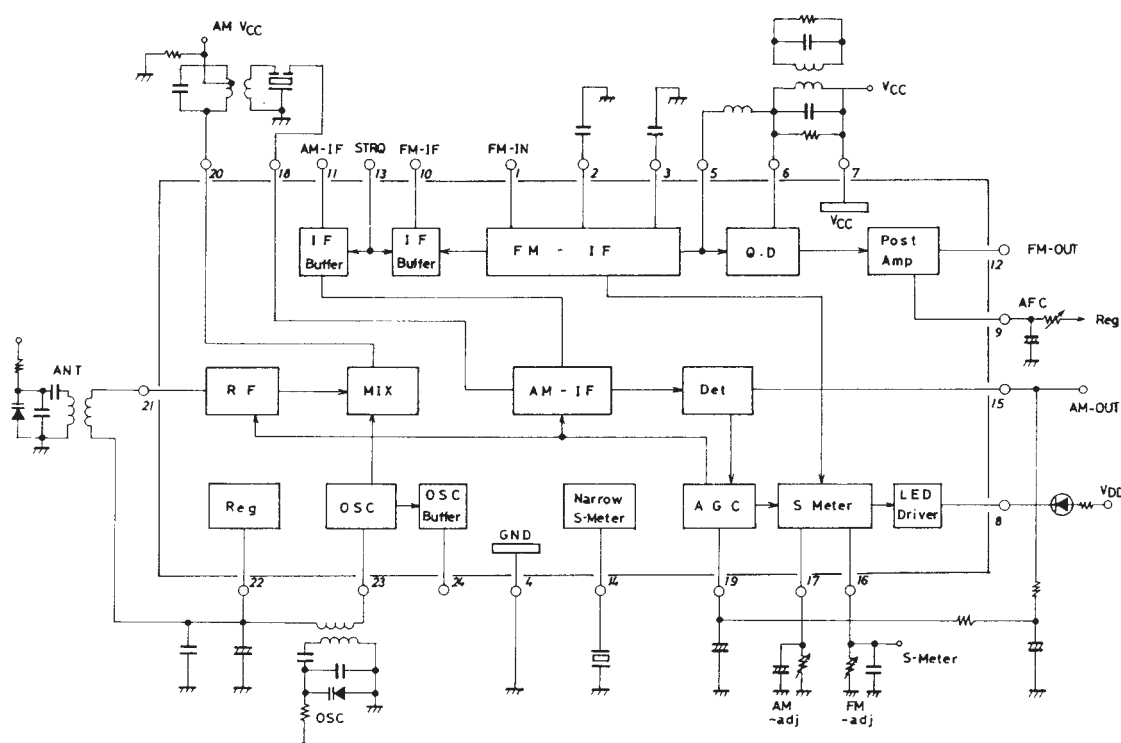 AM VCC
VCC
20
18
AM-IF
11
STRQ
13
FM-IF
10
FM-IN
1
2
3
5
6
7
VCC
IF Buffer
IF Buffer
FM - IF
Q.D
Post Amp
12
FM-OUT
AFC
9
Reg
ANT
21
RF
MIX
AM-IF
Det
15
AM-OUT
Reg
OSC
OSC Buffer
Narrow S-Meter
AGC
S Meter
LED Driver
8
VDD
GND
22
23
24
4
14
19
17
16
S-Meter
OSC
AM -adj
FM -adj